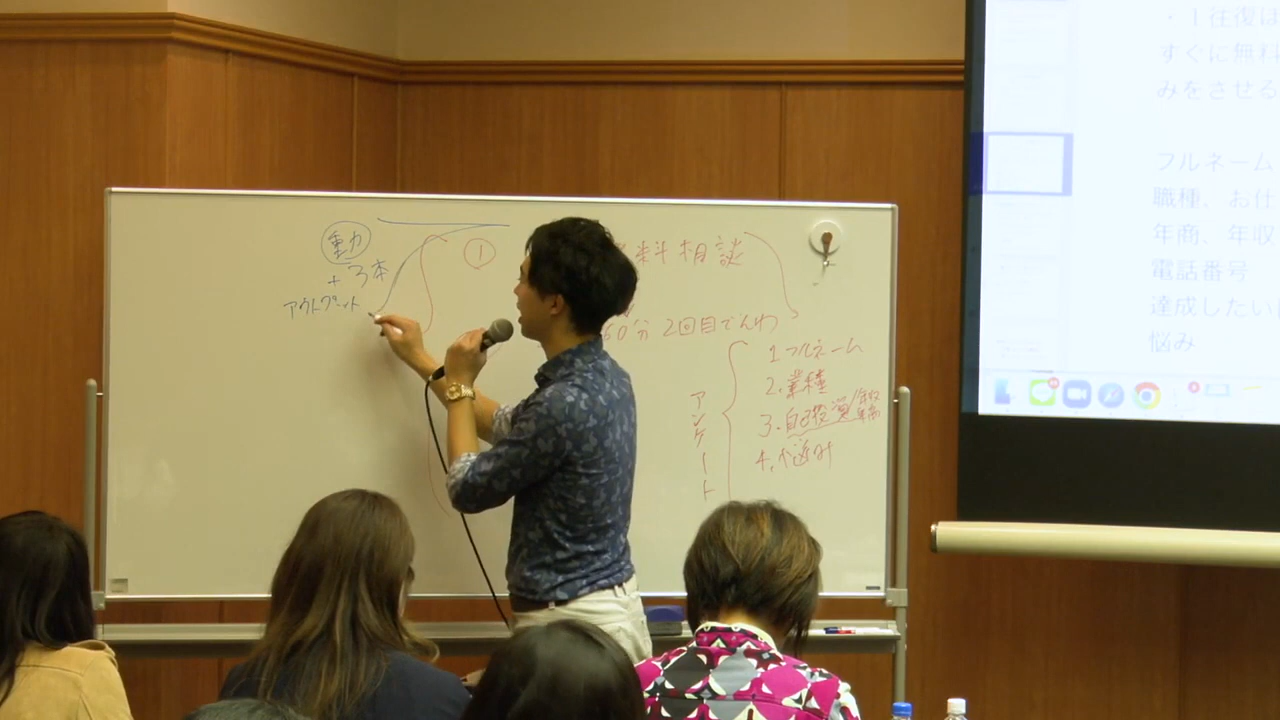 動
+3本
アウトプット
①
料相談
60分 2回目でんわ
アンケート
1.フルネーム
2.業種
3.自己投資/年収
年商
4.悩み
・1往復は
すぐに無料
みをさせる
フルネーム
職種、お仕
年商、年収
電話番号
達成したい
悩み